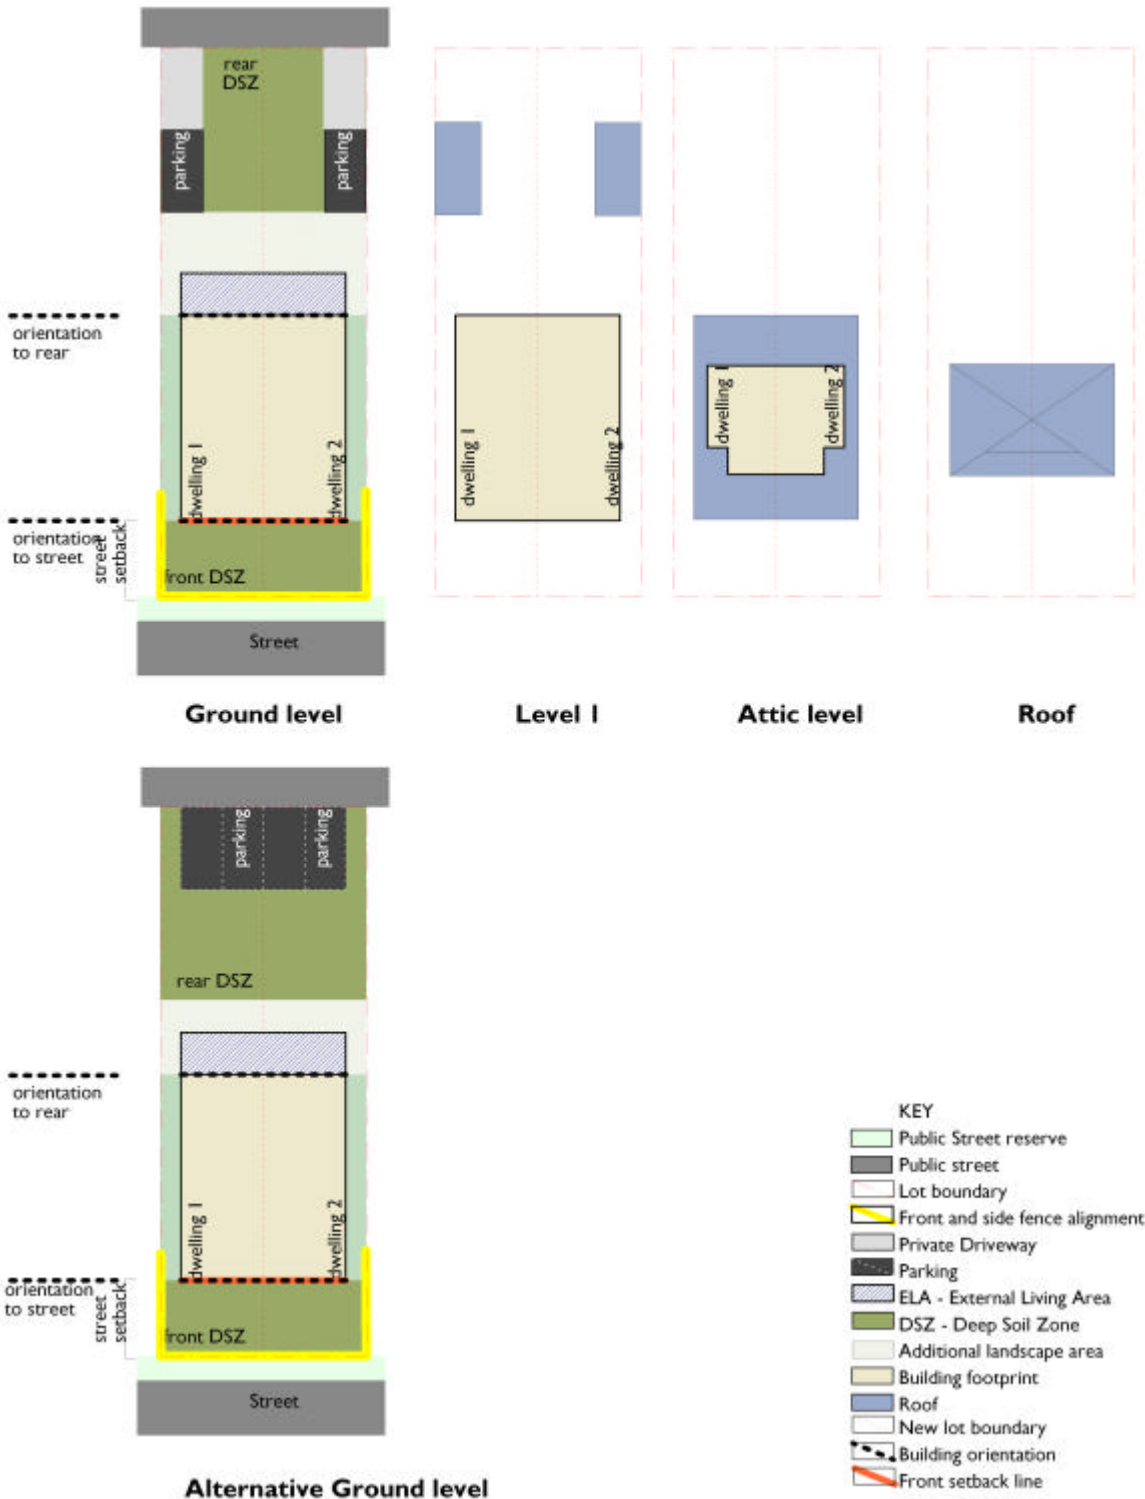 rear
DSZ
parking
parking
orientation
to rear
dwelling 1
dwelling 2
orientation
to street
street
setback
front DSZ
Street
dwelling 1
dwelling 2
dwelling 1
dwelling 2
Ground level
Level 1
Attic level
Roof
parking
parking
rear DSZ
orientation
to rear
dwelling 1
dwelling 2
orientation
to street
street
setback
front DSZ
Street
Alternative Ground level
KEY
Public Street reserve
Public street
Lot boundary
Front and side fence alignment
Private Driveway
Parking
ELA - External Living Area
DSZ - Deep Soil Zone
Additional landscape area
Building footprint
Roof
New lot boundary
Building orientation
Front setback line